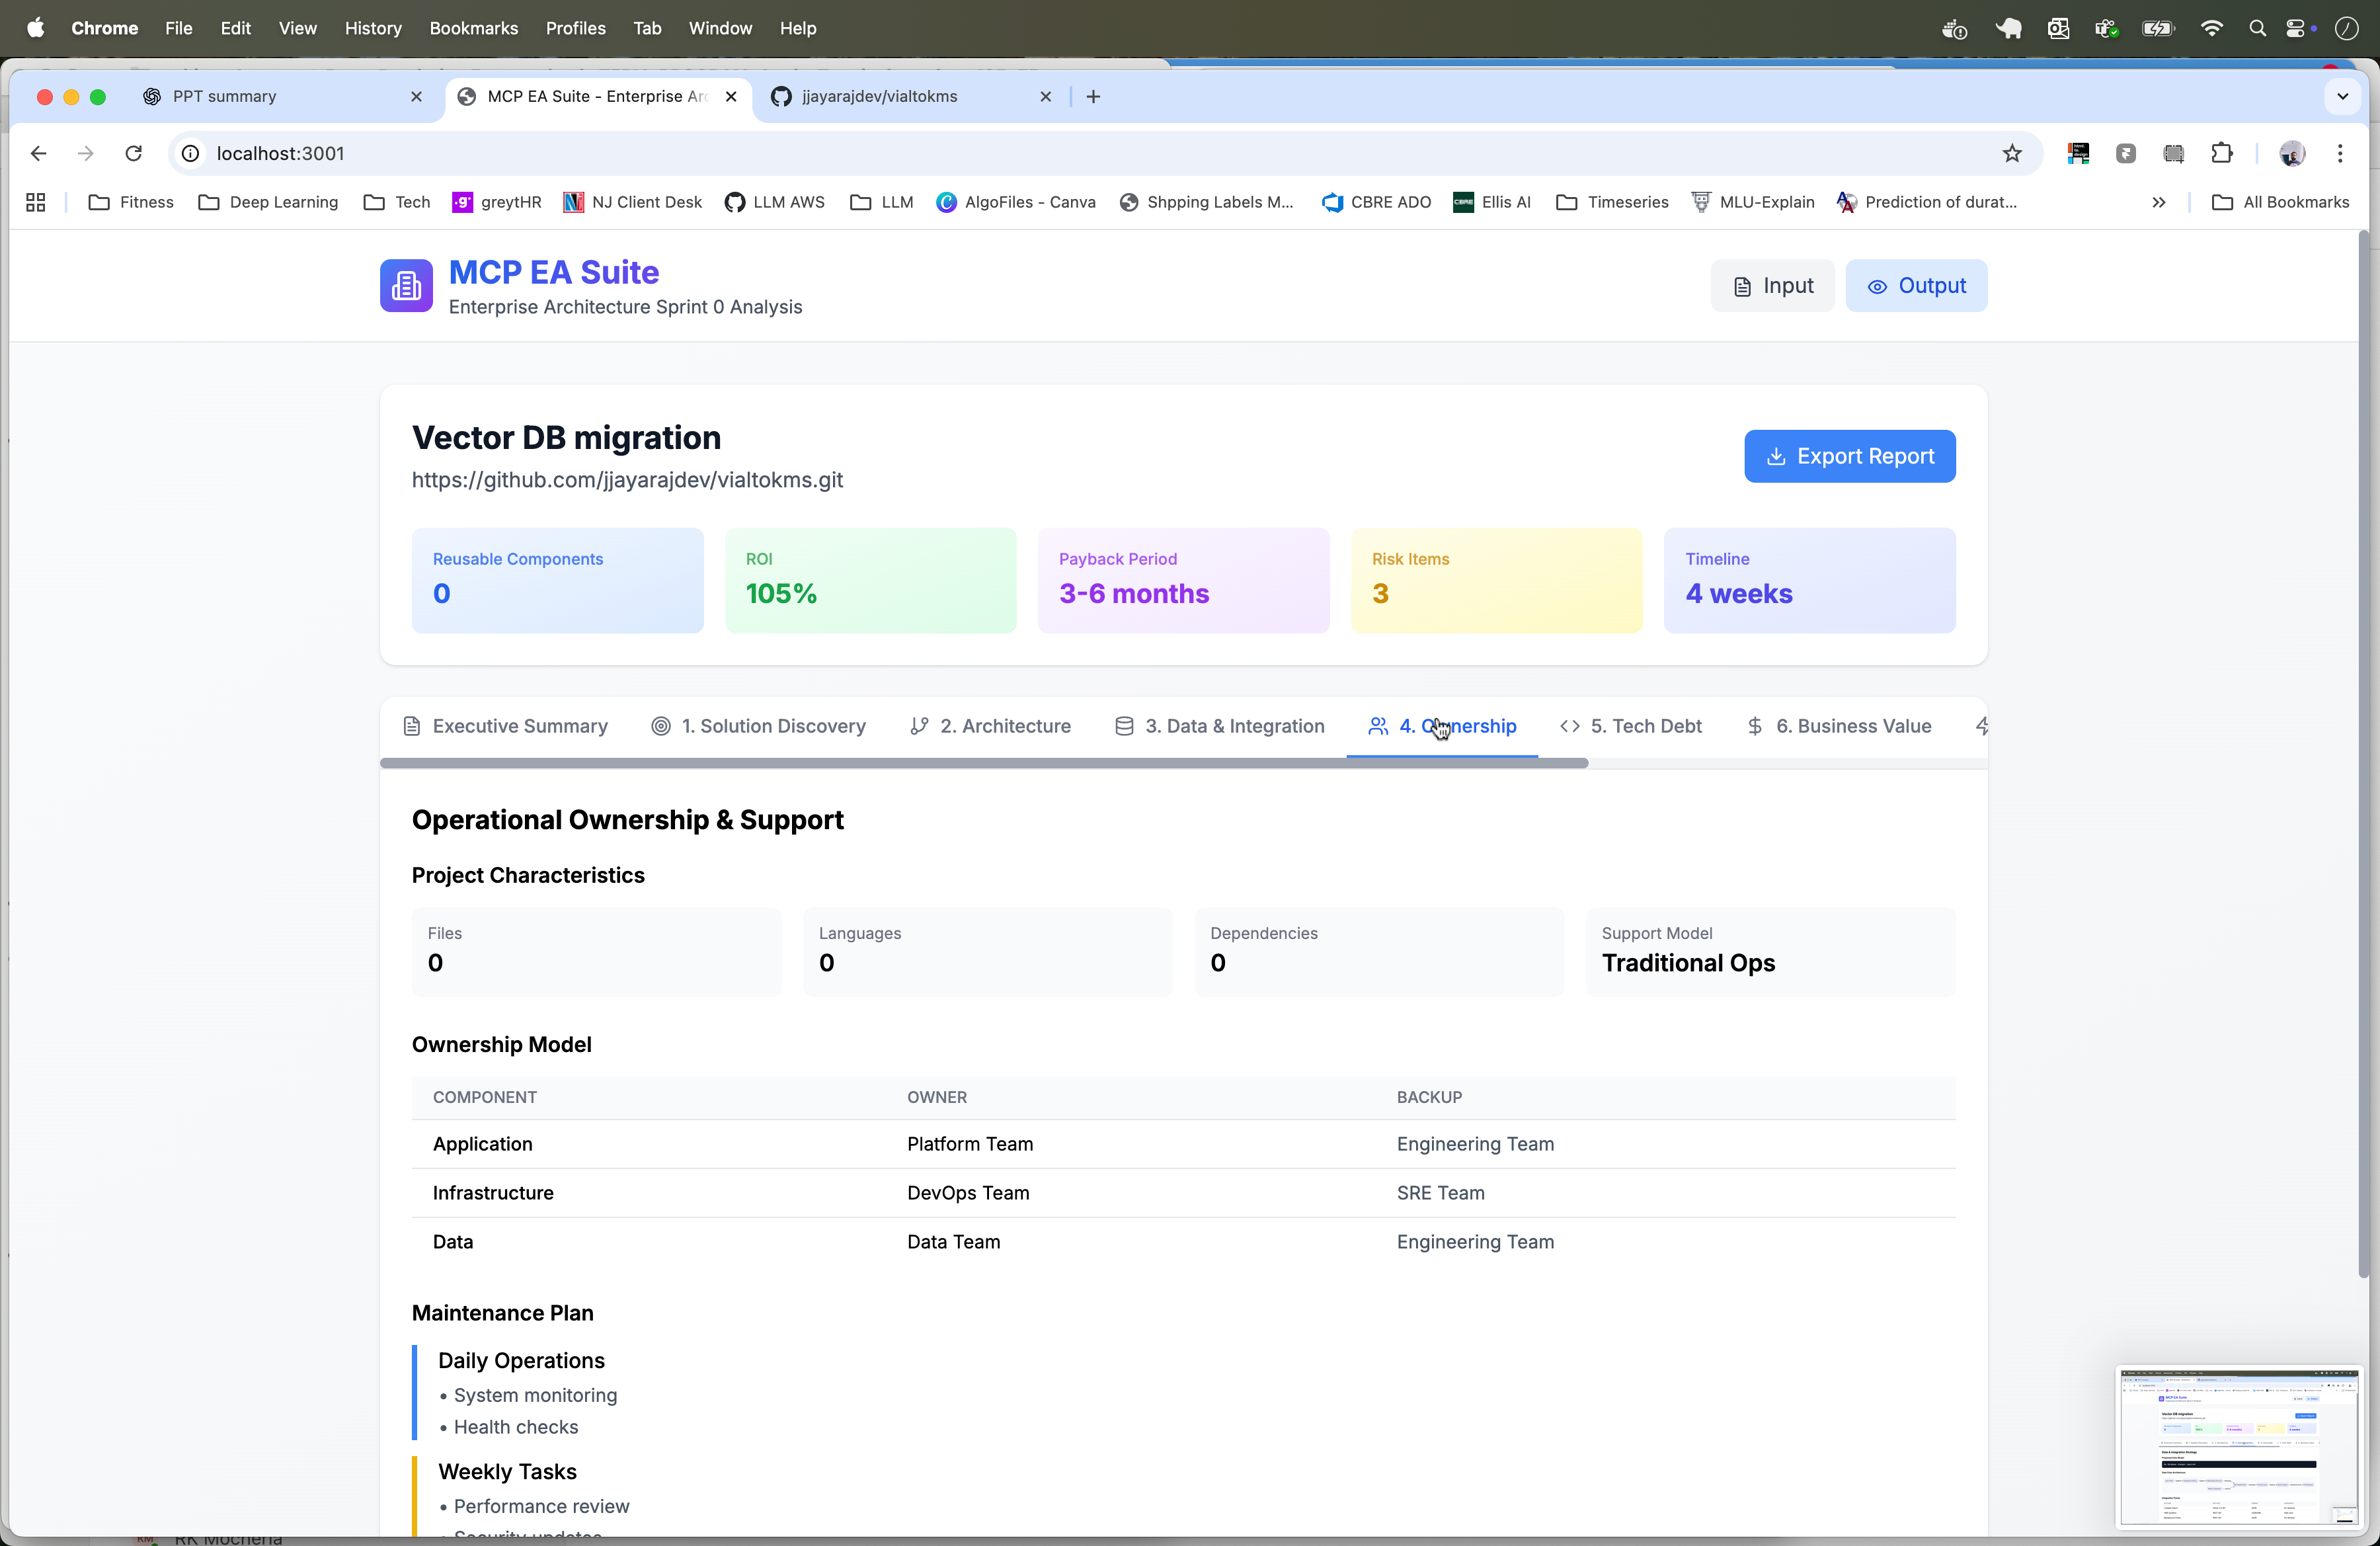 Chrome File Edit View History Bookmarks Profiles Tab Window Help
PPT summary
MCP EA Suite - Enterprise Arc
jjayarajdev/vialtokms
localhost:3001
Fitness Deep Learning Tech greytHR NJ Client Desk LLM AWS LLM AlgoFiles - Canva Shpping Labels M... CBRE ADO Ellis AI Timeseries MLU-Explain Prediction of durat... All Bookmarks
MCP EA Suite
Enterprise Architecture Sprint 0 Analysis
Input
Output
Vector DB migration
https://github.com/jjayarajdev/vialtokms.git
Export Report
Reusable Components
0
ROI
105%
Payback Period
3-6 months
Risk Items
3
Timeline
4 weeks
Executive Summary 1. Solution Discovery 2. Architecture 3. Data & Integration 4. Ownership 5. Tech Debt 6. Business Value
Operational Ownership & Support
Project Characteristics
Files
0
Languages
0
Dependencies
0
Support Model
Traditional Ops
Ownership Model
COMPONENT OWNER BACKUP
Application Platform Team Engineering Team
Infrastructure DevOps Team SRE Team
Data Data Team Engineering Team
Maintenance Plan
Daily Operations
• System monitoring
• Health checks
Weekly Tasks
• Performance review
• Security updates